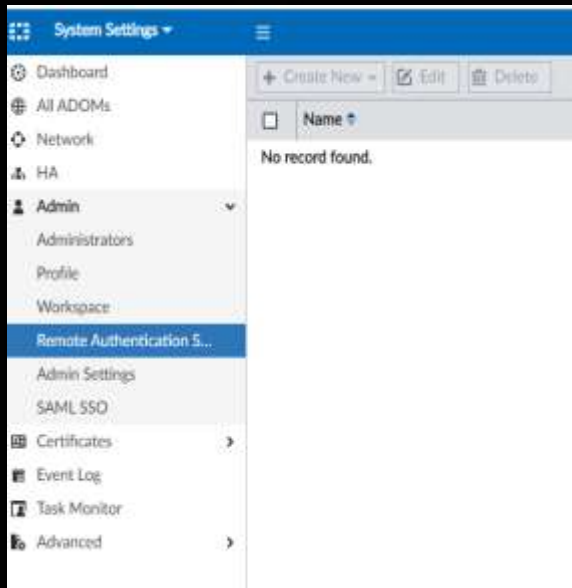 System Settings
Dashboard
All ADOMs
Network
HA
Admin
Administrators
Profile
Workspace
Remote Authentication S...
Admin Settings
SAML SSO
Certificates
Event Log
Task Monitor
Advanced
+ Create New Edit Delete
Name
No record found.